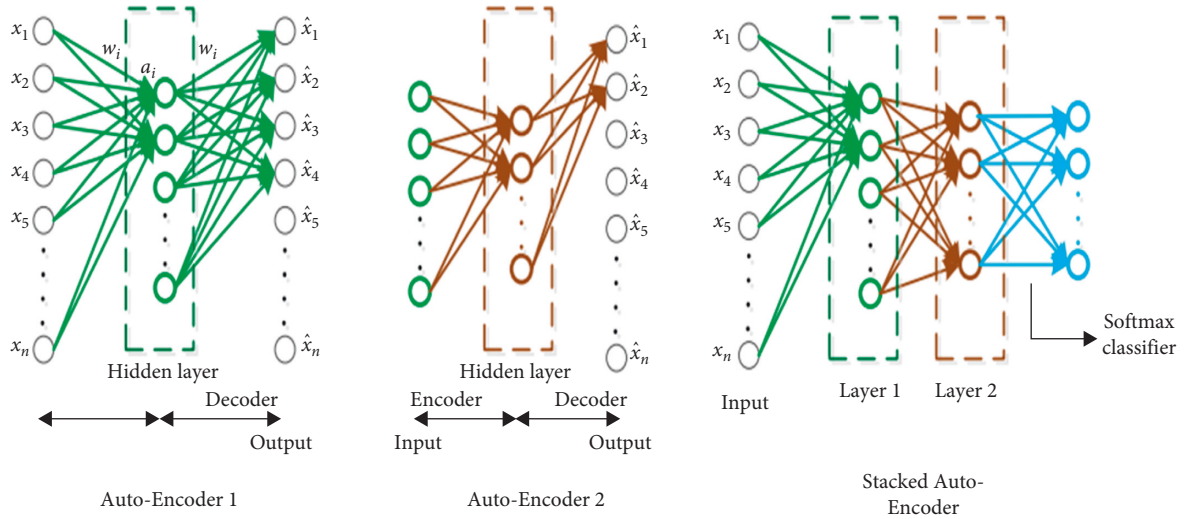 x1
x2
x3
x4
x5
xn
wi
ai
wi
x̂1
x̂2
x̂3
x̂4
x̂5
x̂n
Hidden layer
Decoder
Output
Auto-Encoder 1
x̂1
x̂2
x̂3
x̂4
x̂5
x̂n
Hidden layer
Encoder
Decoder
Input
Output
Auto-Encoder 2
x1
x2
x3
x4
x5
xn
Input
Layer 1
Layer 2
Softmax
classifier
Stacked Auto-
Encoder